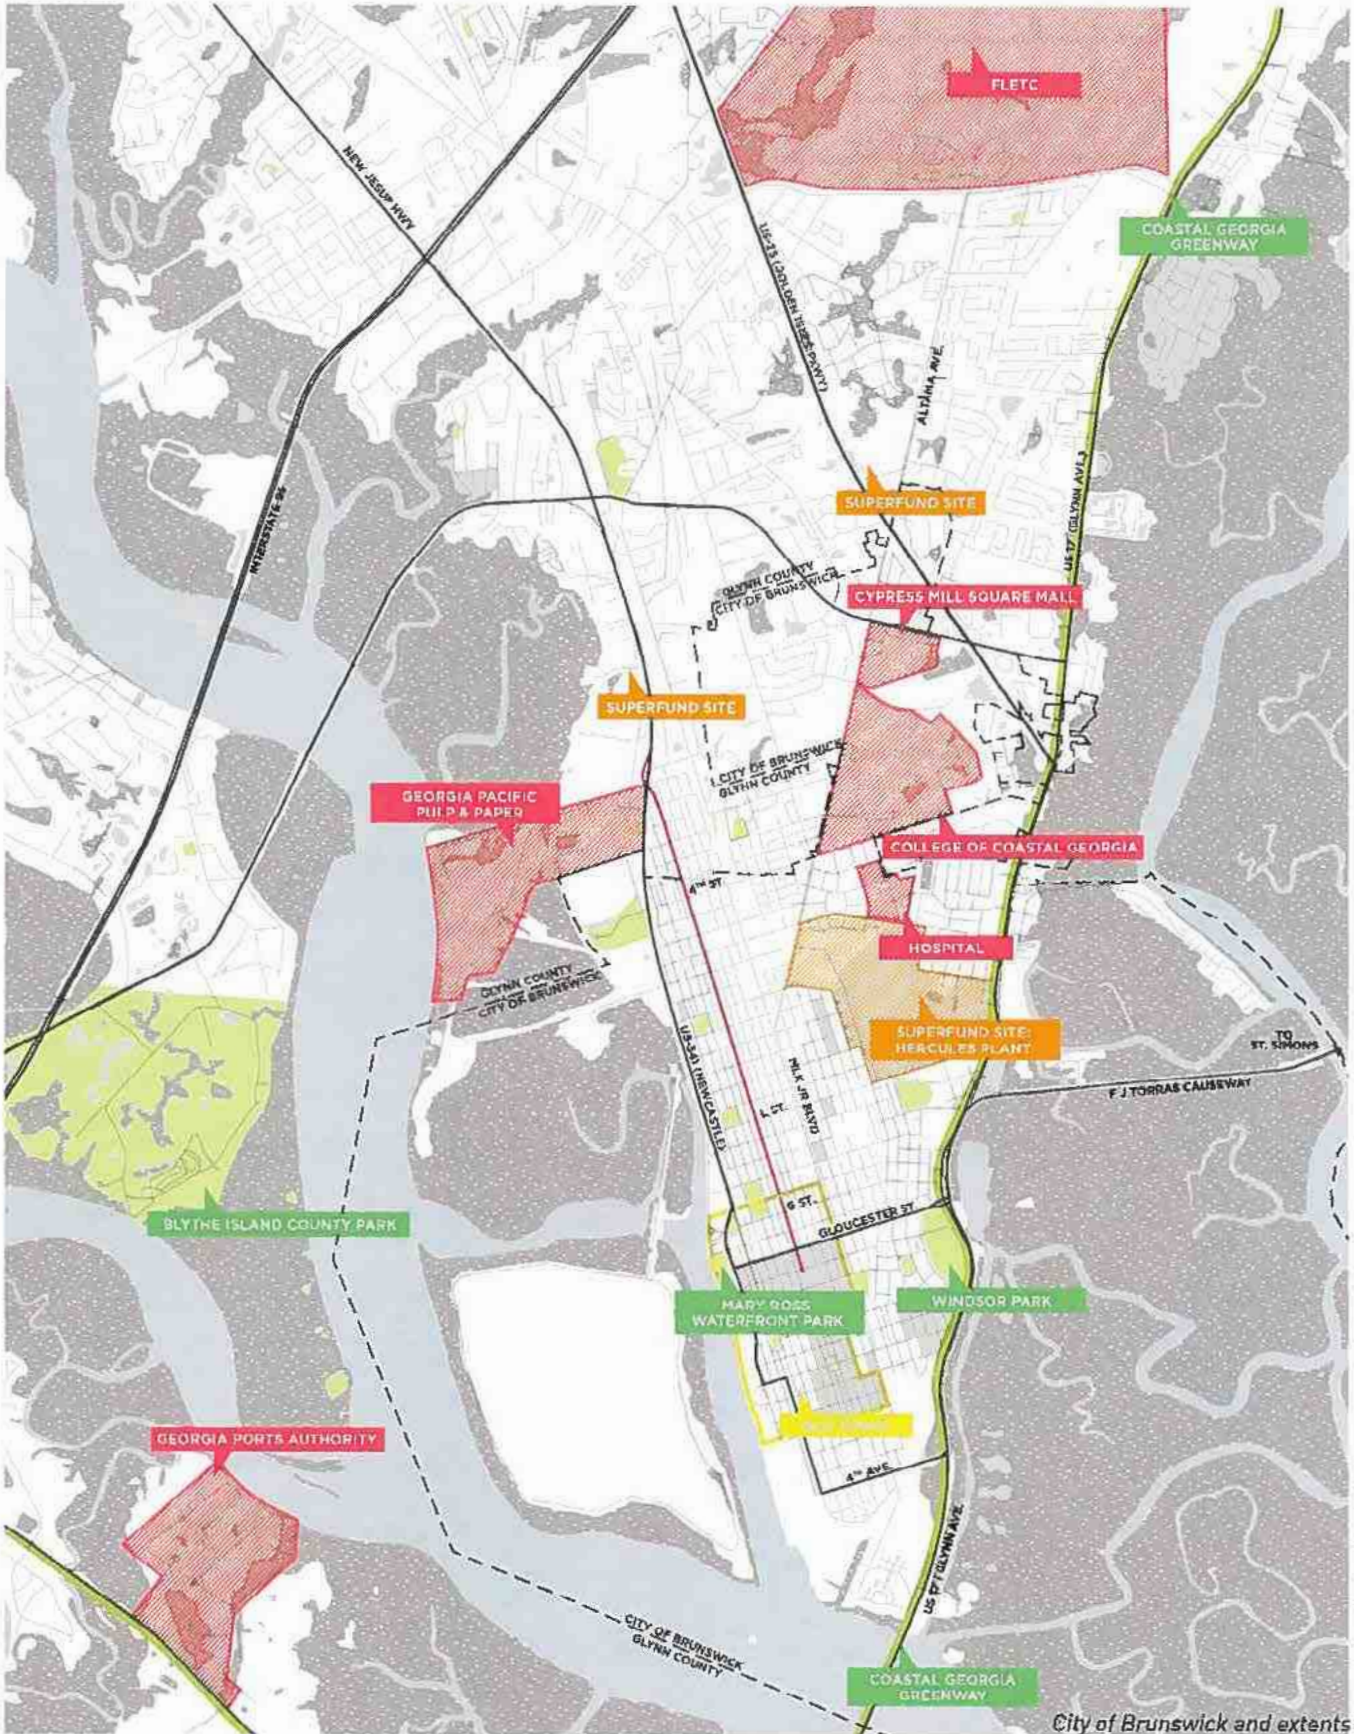 FLETC
NEW JESUP HWY
COASTAL GEORGIA
GREENWAY
US-25 (GOLDEN ISLES PKWY)
ALTAMA AVE.
INTERSTATE 95
SUPERFUND SITE
US 17 (GLYNN AVE.)
GLYNN COUNTY
CITY OF BRUNSWICK
CYPRESS MILL SQUARE MALL
SUPERFUND SITE
CITY OF BRUNSWICK
GLYNN COUNTY
GEORGIA PACIFIC
PULP & PAPER
COLLEGE OF COASTAL GEORGIA
4TH ST.
HOSPITAL
GLYNN COUNTY
CITY OF BRUNSWICK
SUPERFUND SITE:
HERCULES PLANT
TO
ST. SIMONS
US-341 (NEWCASTLE)
MLK JR BLVD
F J TORRAS CAUSEWAY
L ST.
G ST.
GLOUCESTER ST
BLYTHE ISLAND COUNTY PARK
MARY ROSS
WATERFRONT PARK
WINDSOR PARK
GEORGIA PORTS AUTHORITY
4TH AVE.
US 17 / GLYNN AVE.
CITY OF BRUNSWICK
GLYNN COUNTY
COASTAL GEORGIA
GREENWAY
City of Brunswick and extents